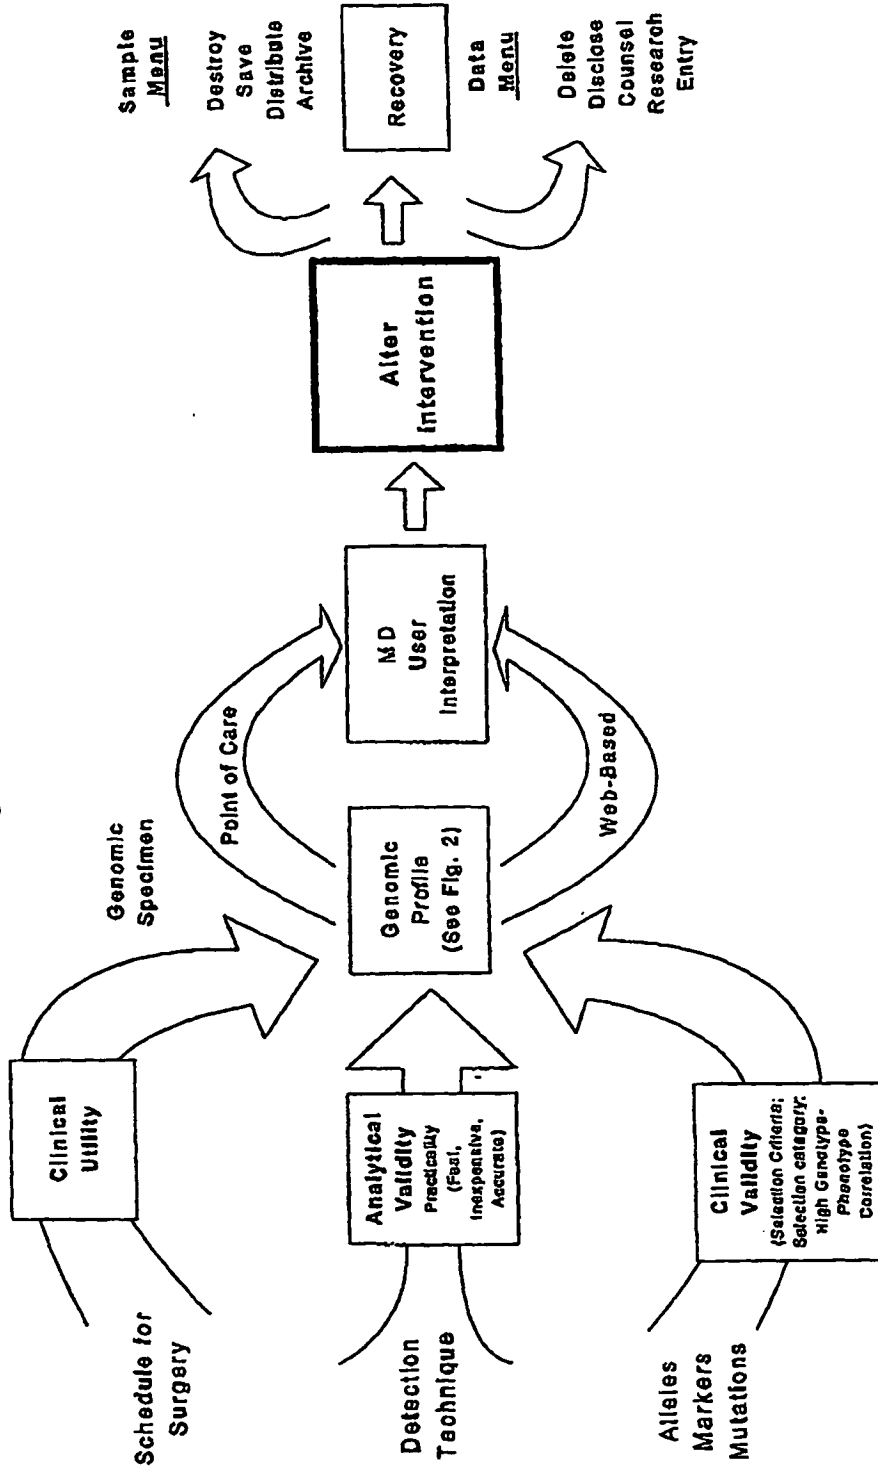 Schedule for
Surgery
Clinical
Utility
Genomic
Specimen
Detection
Technique
Analytical
Validity
Practicality
(Fast,
Inexpensive,
Accurate)
Alleles
Markers
Mutations
Clinical
Validity
(Selection Criteria;
Selection category:
High Genotype-
Phenotype
Correlation)
Genomic
Profile
(See Fig. 2)
Point of Care
Web-Based
MD
User
Interpretation
Alter
Intervention
Recovery
Sample
Menu
Destroy
Save
Distribute
Archive
Data
Menu
Delete
Disclose
Counsel
Research
Entry